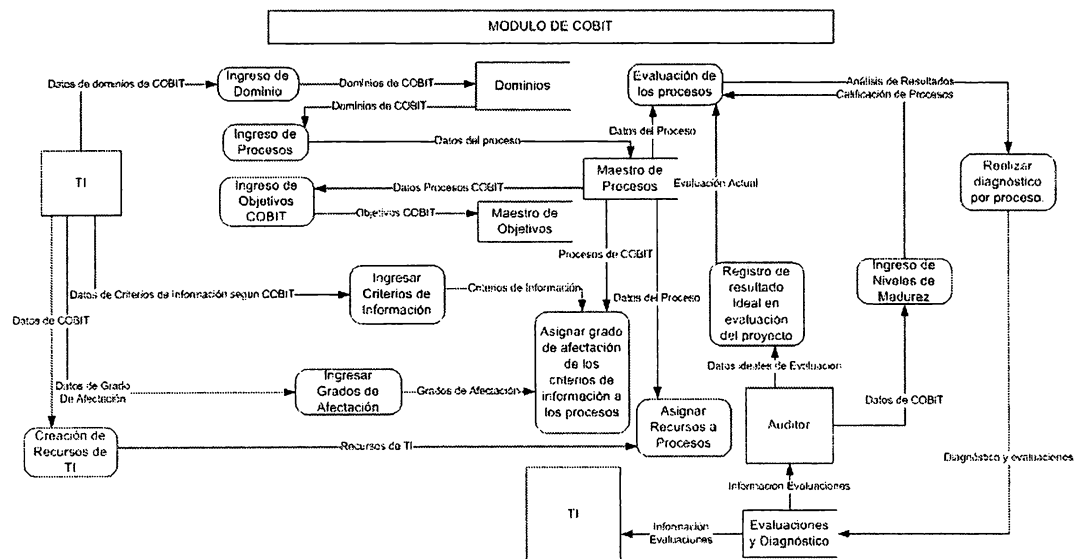 MODULO DE COBIT
Datos de dominios de COBIT
Ingreso de
Dominio
Dominios de COBIT
Dominios
Evaluación de
los procesos
Análisis de Resultados
Calificación de Procesos
Dominios de COBIT
Ingreso de
Procesos
Datos del proceso
Datos del Proceso
TI
Ingreso de
Objetivos
COBIT
Datos Procesos COBIT
Maestro de
Procesos
Evaluación Actual
Realizar
diagnóstico
por proceso.
Objetivos COBIT
Maestro de
Objetivos
Procesos de COBIT
Ingresar
Criterios de
Información
Criterios de Información
Datos de Criterios de Información segun COBIT
Datos del Proceso
Registro de
resultado
Ideal en
evaluación
del proyecto
Ingreso de
Niveles de
Madurez
Datos de COBIT
Asignar grado
de afectación
de los
criterios de
información a
los procesos
Datos ideales de Evaluacion
Datos de Grado
De Afectación
Ingresar
Grados de
Afectación
Grados de Afectación
Asignar
Recursos a
Procesos
Auditor
Datos de COBIT
Creación de
Recursos de
TI
Recursos de TI
Diagnóstico y evaluaciones
Informacion Evaluaciones
TI
Información
Evaluaciones
Evaluaciones
y Diagnóstico